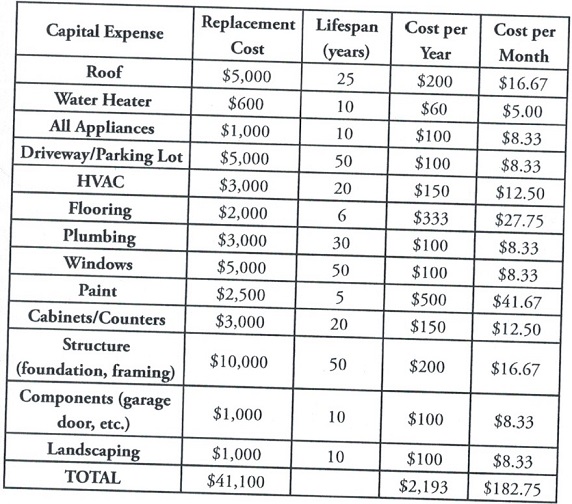 Capital Expense Replacement Cost Lifespan (years) Cost per Year Cost per Month
Roof $5,000 25 $200 $16.67
Water Heater $600 10 $60 $5.00
All Appliances $1,000 10 $100 $8.33
Driveway/Parking Lot $5,000 50 $100 $8.33
HVAC $3,000 20 $150 $12.50
Flooring $2,000 6 $333 $27.75
Plumbing $3,000 30 $100 $8.33
Windows $5,000 50 $100 $8.33
Paint $2,500 5 $500 $41.67
Cabinets/Counters $3,000 20 $150 $12.50
Structure (foundation, framing) $10,000 50 $200 $16.67
Components (garage door, etc.) $1,000 10 $100 $8.33
Landscaping $1,000 10 $100 $8.33
TOTAL $41,100 $2,193 $182.75